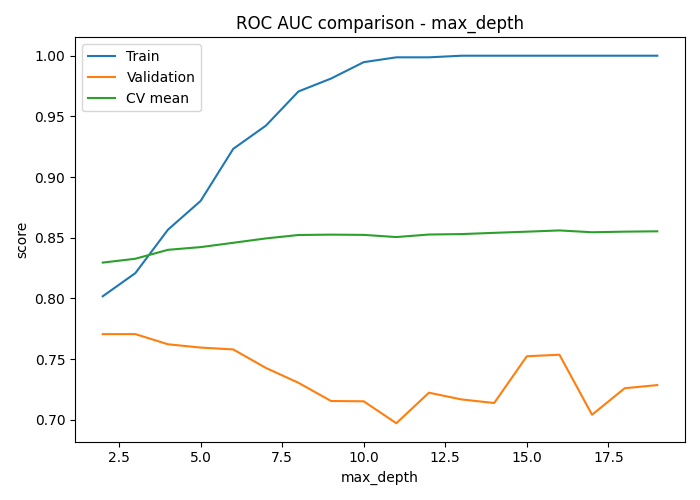 ROC AUC comparison - max_depth
Train
Validation
CV mean
score
1.00
0.95
0.90
0.85
0.80
0.75
0.70
2.5 5.0 7.5 10.0 12.5 15.0 17.5
max_depth